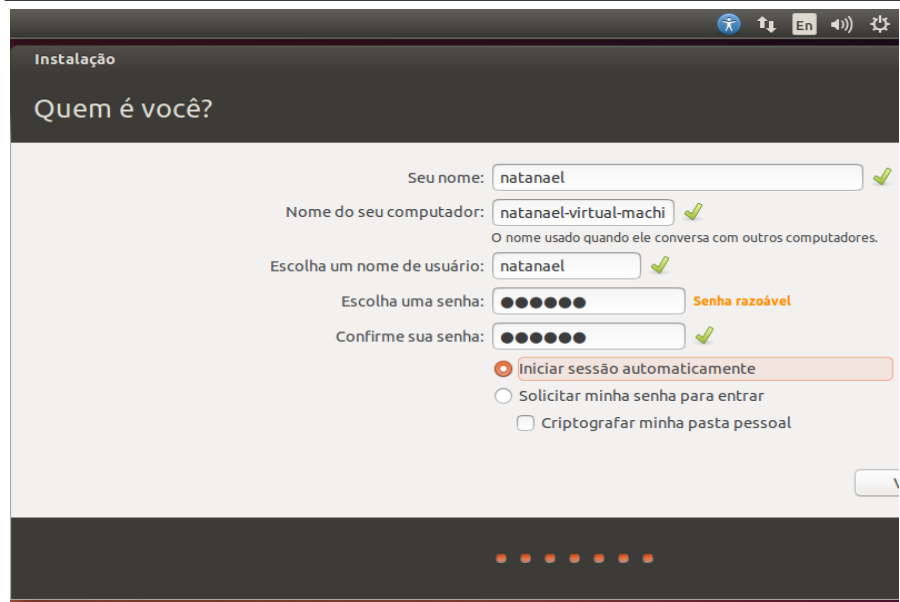 En
Instalação
Quem é você?
Seu nome: natanael
Nome do seu computador: natanael-virtual-machi
O nome usado quando ele conversa com outros computadores.
Escolha um nome de usuário: natanael
Escolha uma senha: ●●●●●● Senha razoável
Confirme sua senha: ●●●●●●
Iniciar sessão automaticamente
Solicitar minha senha para entrar
Criptografar minha pasta pessoal